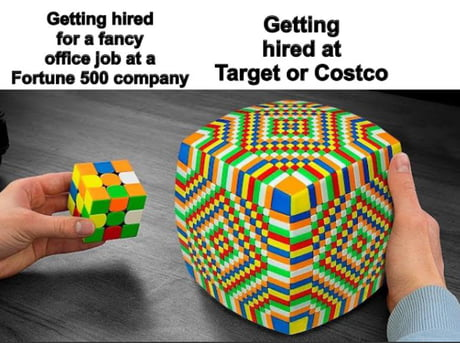 Getting hired
for a fancy
office job at a
Fortune 500 company
Getting
hired at
Target or Costco